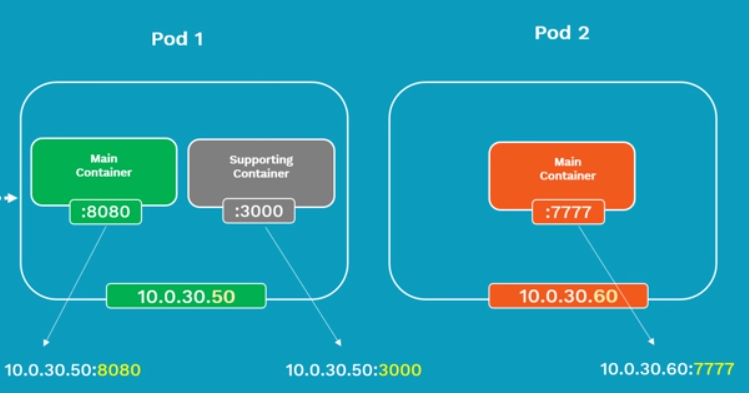 Pod 1
Pod 2
Main
Container
Supporting
Container
Main
Container
:8080
:3000
:7777
10.0.30.50
10.0.30.60
10.0.30.50:8080
10.0.30.50:3000
10.0.30.60:7777